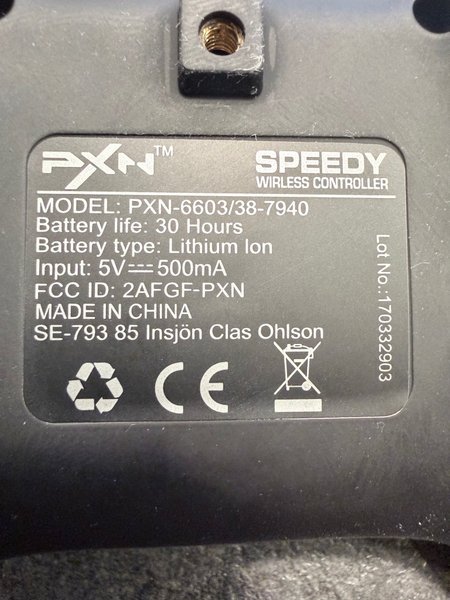 PXN™
SPEEDY
WIRLESS CONTROLLER
MODEL: PXN-6603/38-7940
Battery life: 30 Hours
Battery type: Lithium Ion
Input: 5V⎓500mA
FCC ID: 2AFGF-PXN
MADE IN CHINA
SE-793 85 Insjön Clas Ohlson
CE
Lot No.:170332903